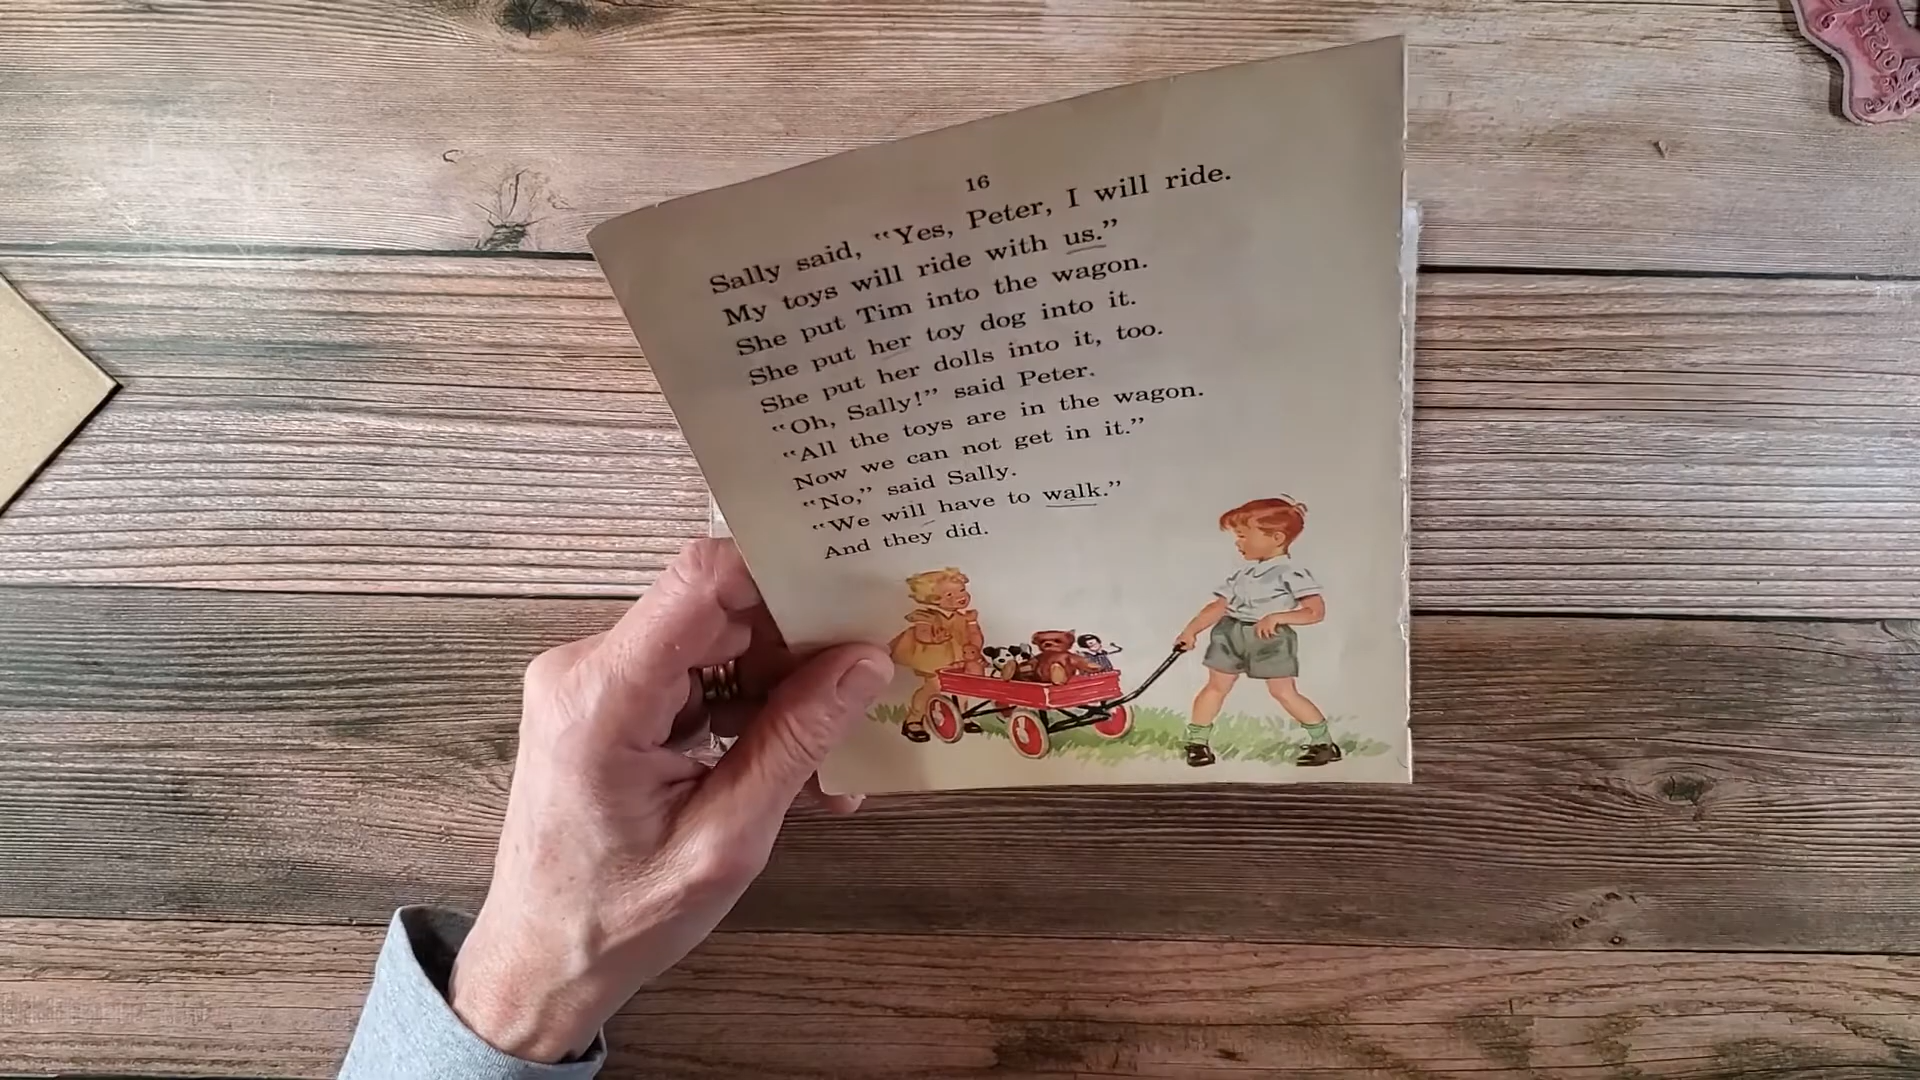 16
Sally said, “Yes, Peter, I will ride.
My toys will ride with us.”
She put Tim into the wagon.
She put her toy dog into it.
She put her dolls into it, too.
“Oh, Sally!” said Peter.
“All the toys are in the wagon.
Now we can not get in it.”
“No,” said Sally.
“We will have to walk.”
And they did.